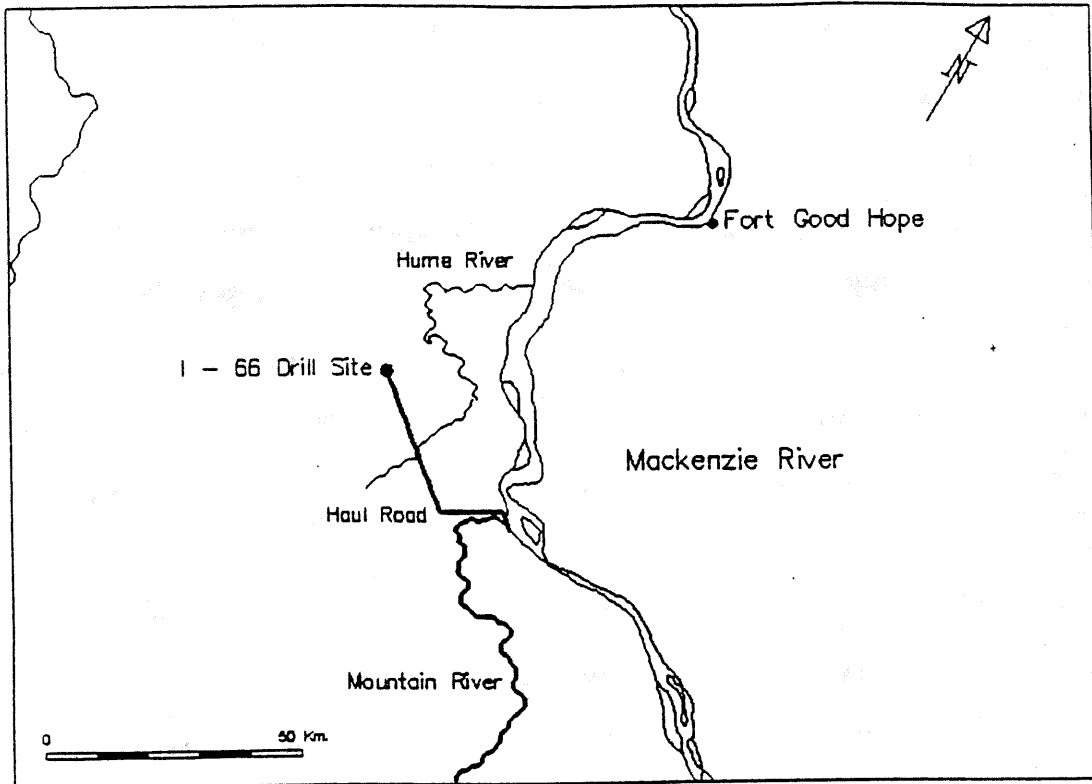 N
Fort Good Hope
Hume River
I - 66 Drill Site
Mackenzie River
Haul Road
Mountain River
0 50 Km.